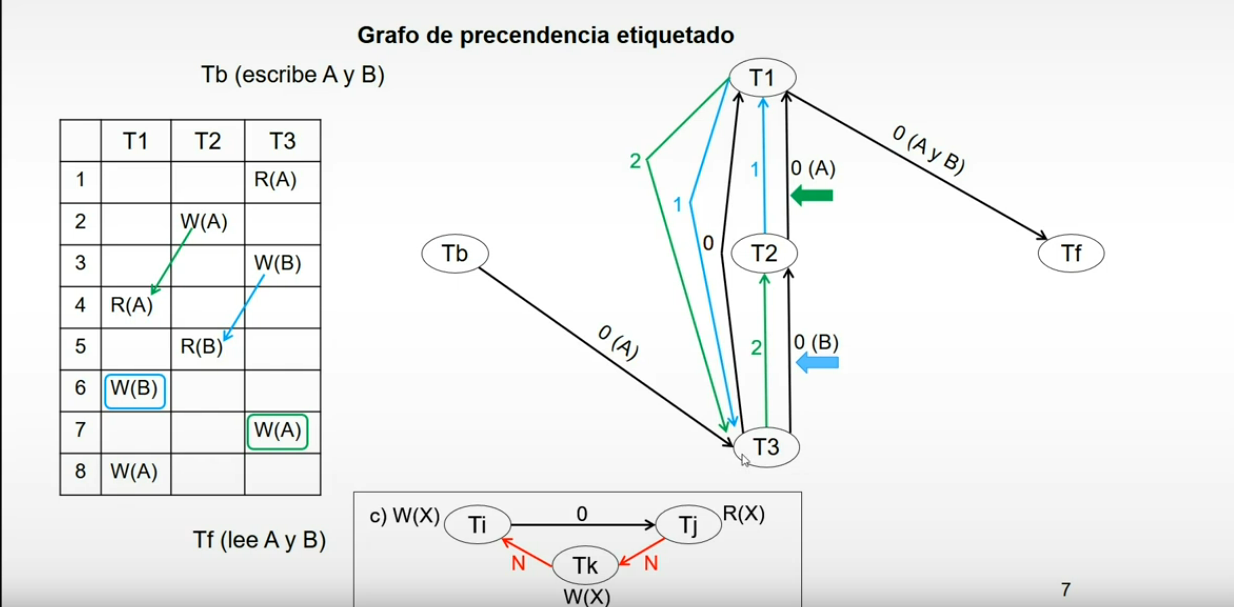 Grafo de precendencia etiquetado
Tb (escribe A y B)
T1 T2 T3
1 R(A)
2 W(A)
3 W(B)
4 R(A)
5 R(B)
6 W(B)
7 W(A)
8 W(A)
Tf (lee A y B)
T1
0 (A y B)
2
1
0 (A)
1
0
Tb
T2
Tf
0 (A)
2
0 (B)
T3
c) W(X) Ti 0 Tj R(X)
N Tk N
W(X)
7